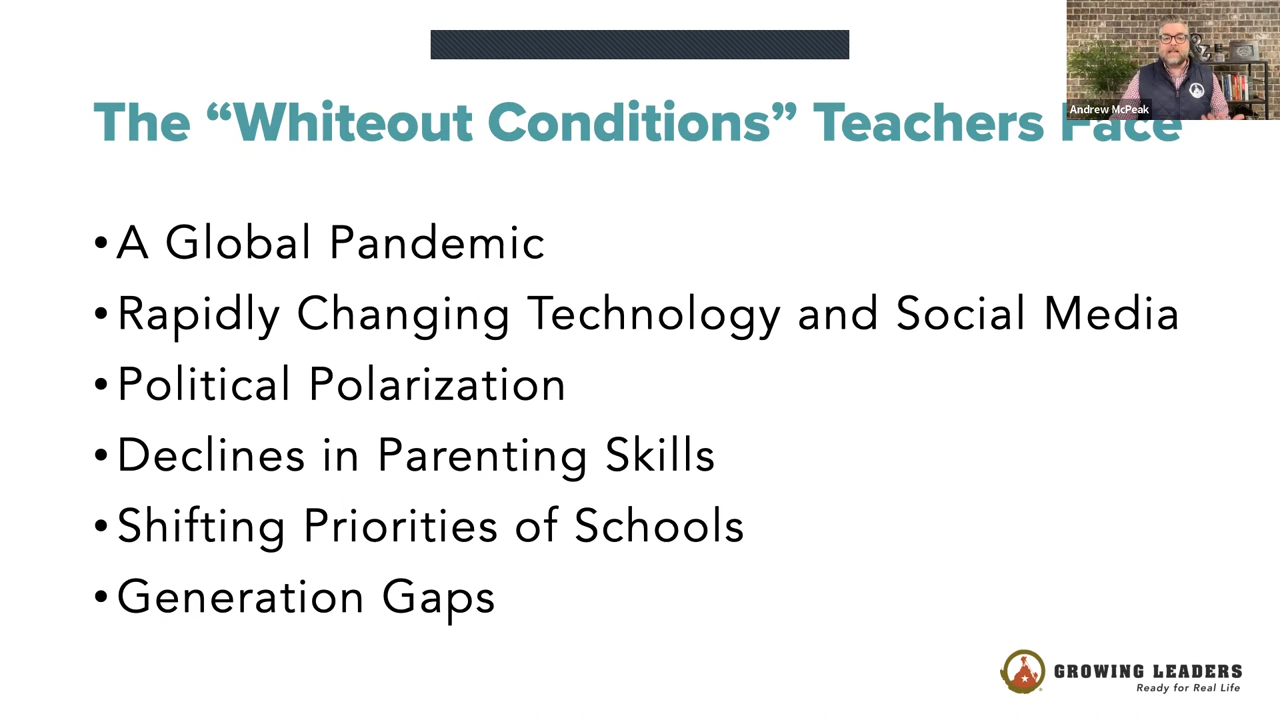 The “Whiteout Conditions” Teachers Face
Andrew McPeak
•A Global Pandemic
•Rapidly Changing Technology and Social Media
•Political Polarization
•Declines in Parenting Skills
•Shifting Priorities of Schools
•Generation Gaps
GROWING LEADERS
Ready for Real Life